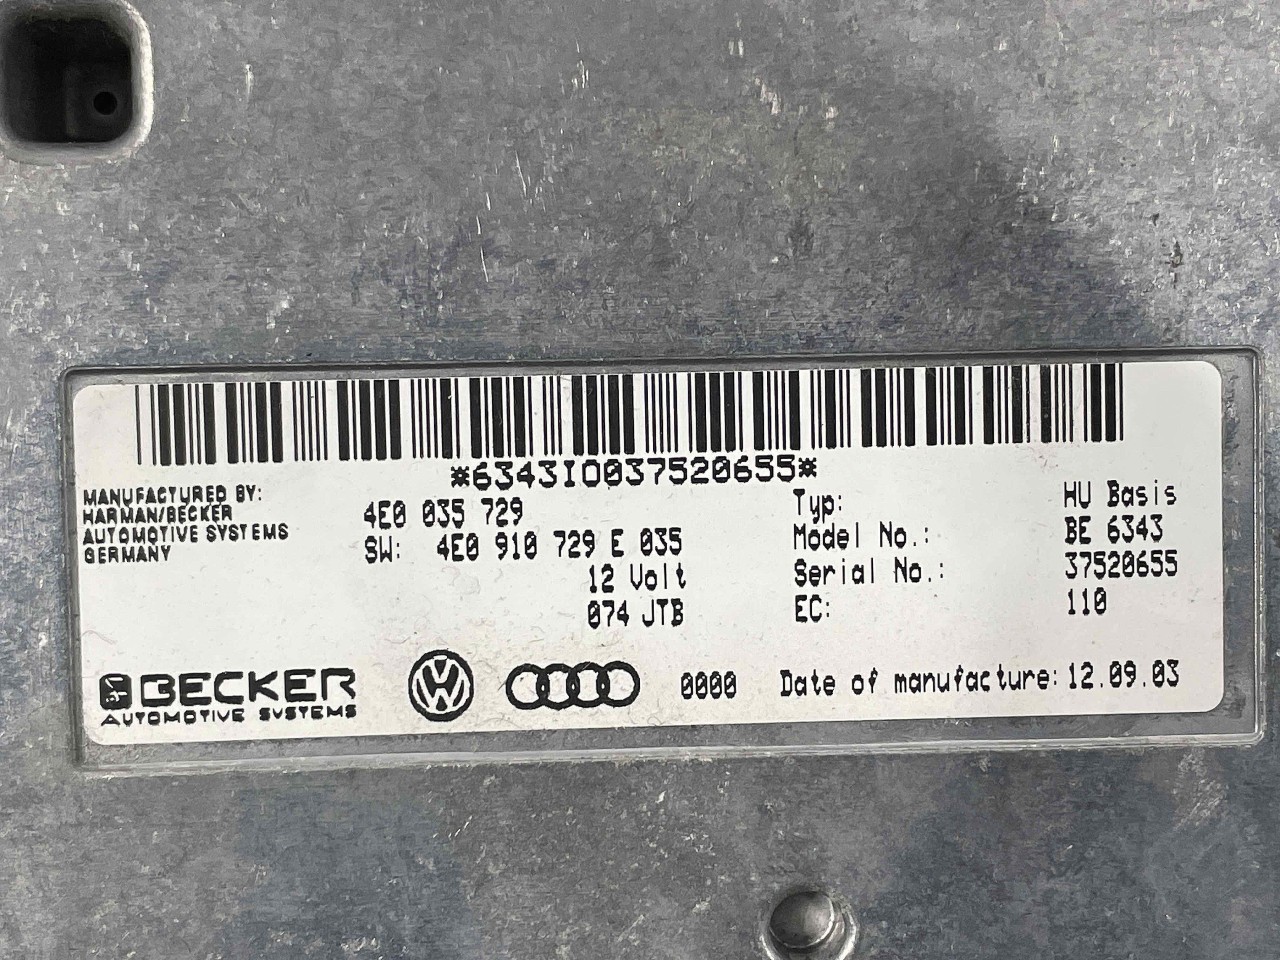 *6343IO037520655*
MANUFACTURED BY:
HARMAN/BECKER
AUTOMOTIVE SYSTEMS
GERMANY
4E0 035 729
SW: 4E0 910 729 E 035
12 Volt
074 JTB
Typ: HU Basis
Model No.: BE 6343
Serial No.: 37520655
EC: 110
BECKER
AUTOMOTIVE SYSTEMS
VW
0000 Date of manufacture: 12.09.03